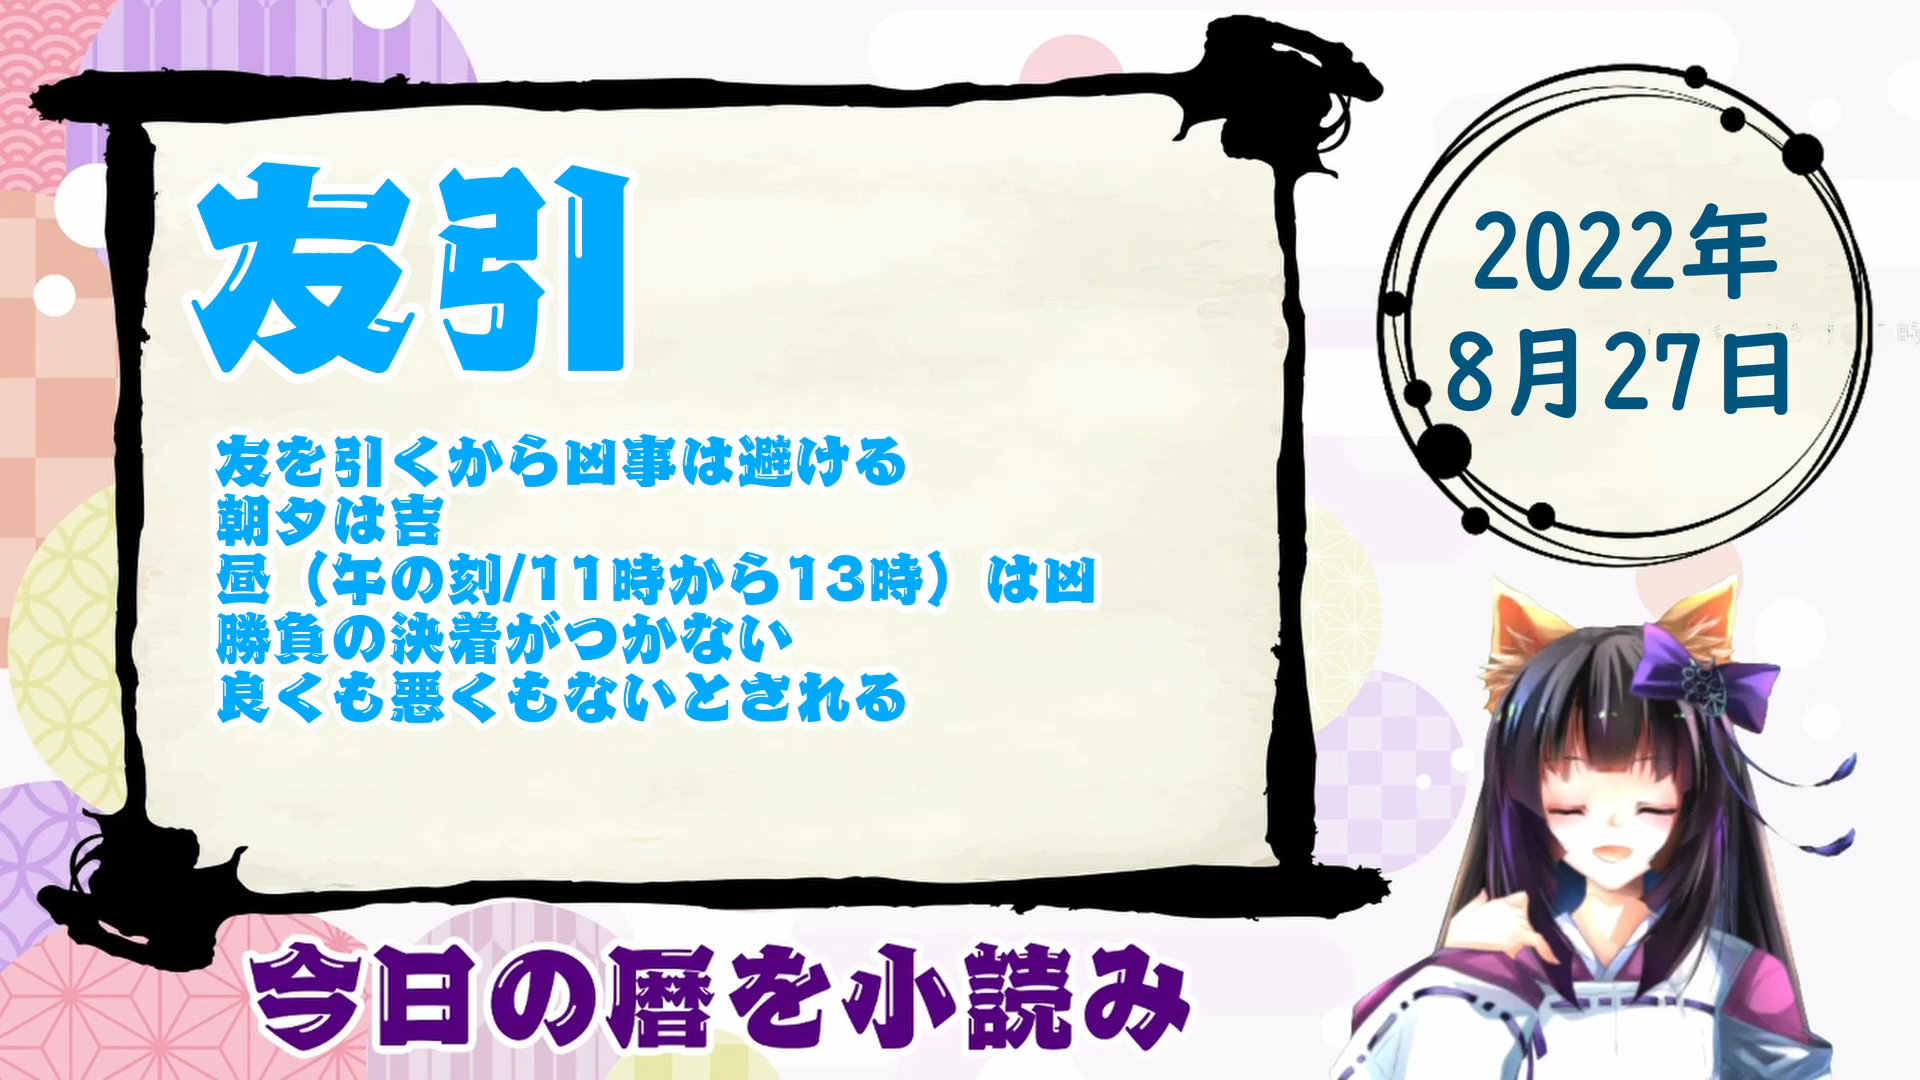 友引
友を引くから凶事は避ける
朝夕は吉
昼（午の刻/11時から13時）は凶
勝負の決着がつかない
良くも悪くもないとされる
2022年
8月27日
今日の暦を小読み